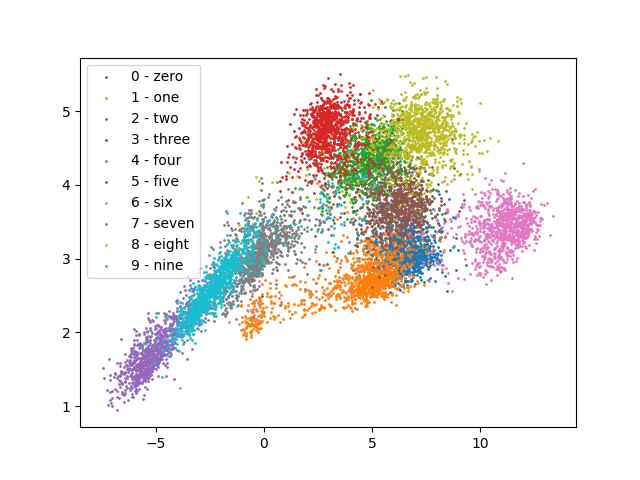 0 - zero
1 - one
2 - two
3 - three
4 - four
5 - five
6 - six
7 - seven
8 - eight
9 - nine
5
4
3
2
1
−5 0 5 10